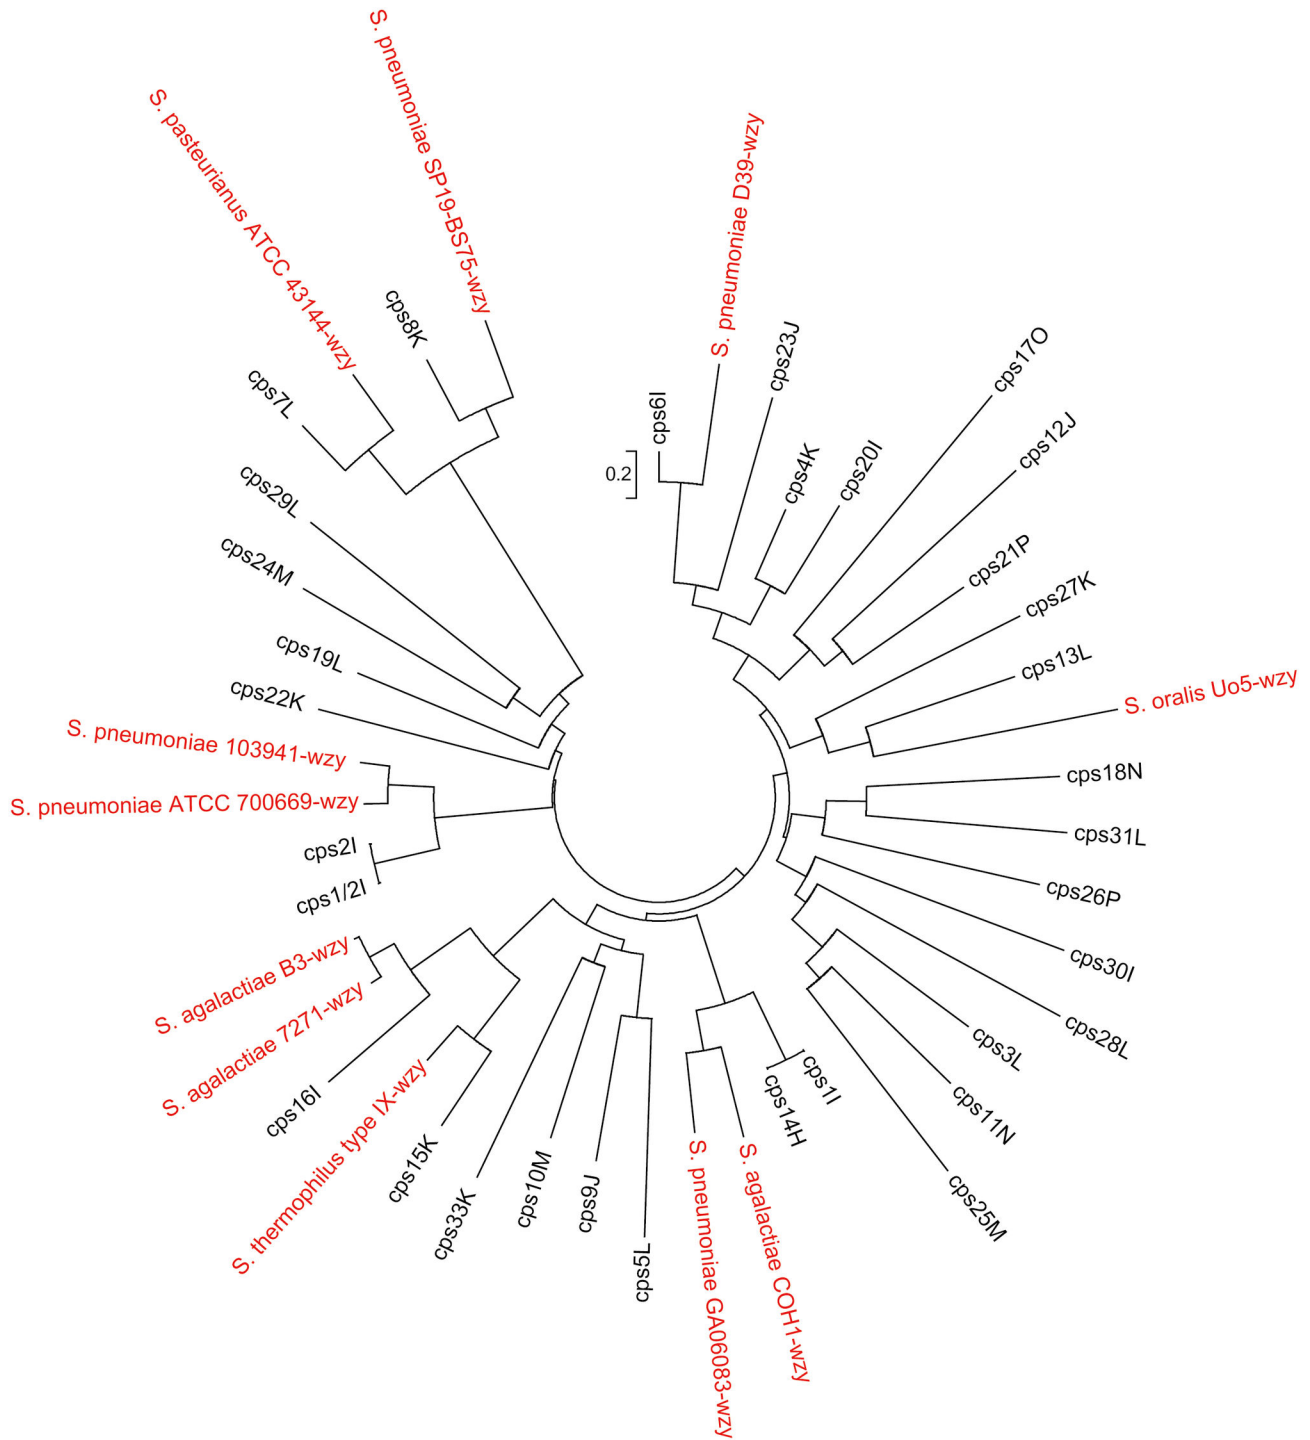 S. pneumoniae SP19-BS75-wzy
S. pasteurianus ATCC 43144-wzy
cps8K
cps7L
cps29L
cps24M
cps19L
cps22K
S. pneumoniae 103941-wzy
S. pneumoniae ATCC 700669-wzy
cps2I
cps1/2I
S. agalactiae B3-wzy
S. agalactiae 7271-wzy
cps16I
S. thermophilus type IX-wzy
cps15K
cps33K
cps10M
cps9J
cps5L
S. pneumoniae GA06083-wzy
S. agalactiae COH1-wzy
cps14H
cps1I
cps25M
cps11N
cps3L
cps28L
cps30I
cps26P
cps31L
cps18N
S. oralis Uo5-wzy
cps13L
cps27K
cps21P
cps12J
cps17O
cps20I
cps4K
cps23J
S. pneumoniae D39-wzy
cps6I
0.2